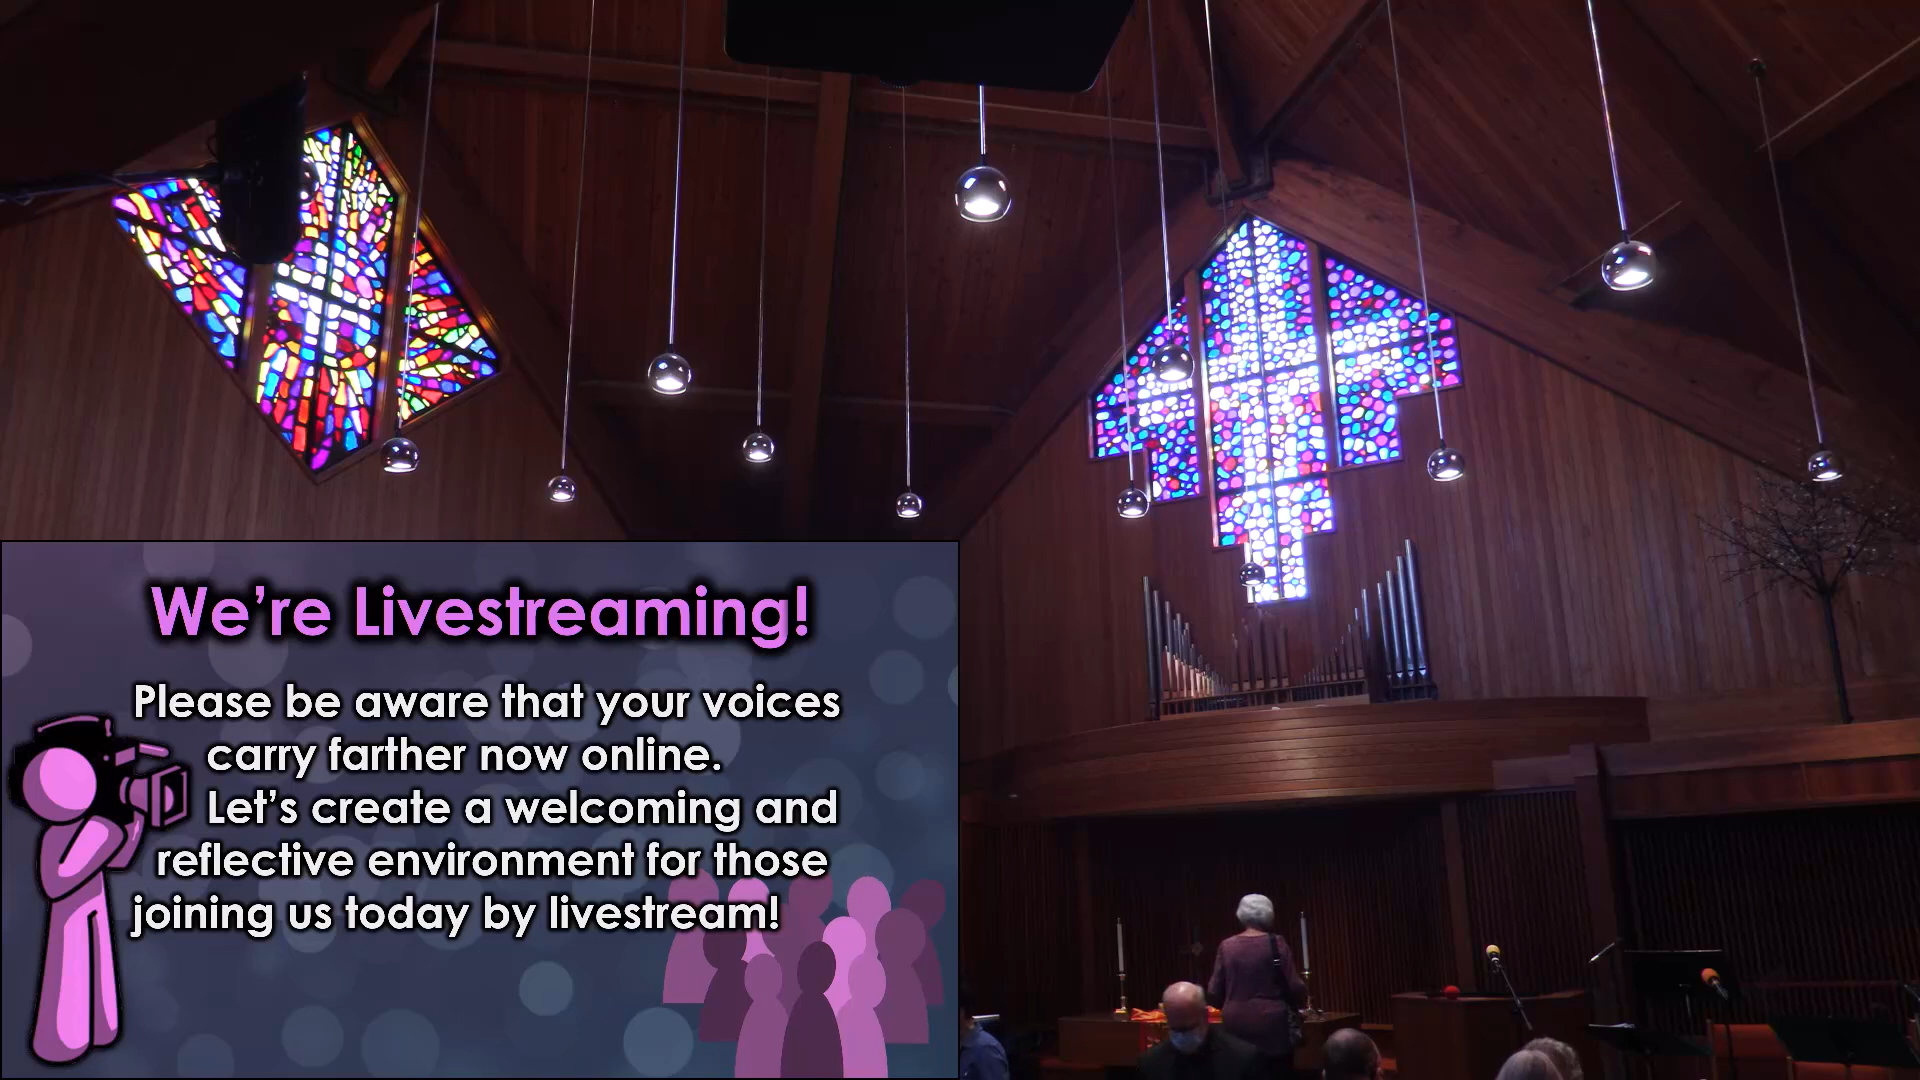 We’re Livestreaming!
Please be aware that your voices
carry farther now online.
Let’s create a welcoming and
reflective environment for those
joining us today by livestream!